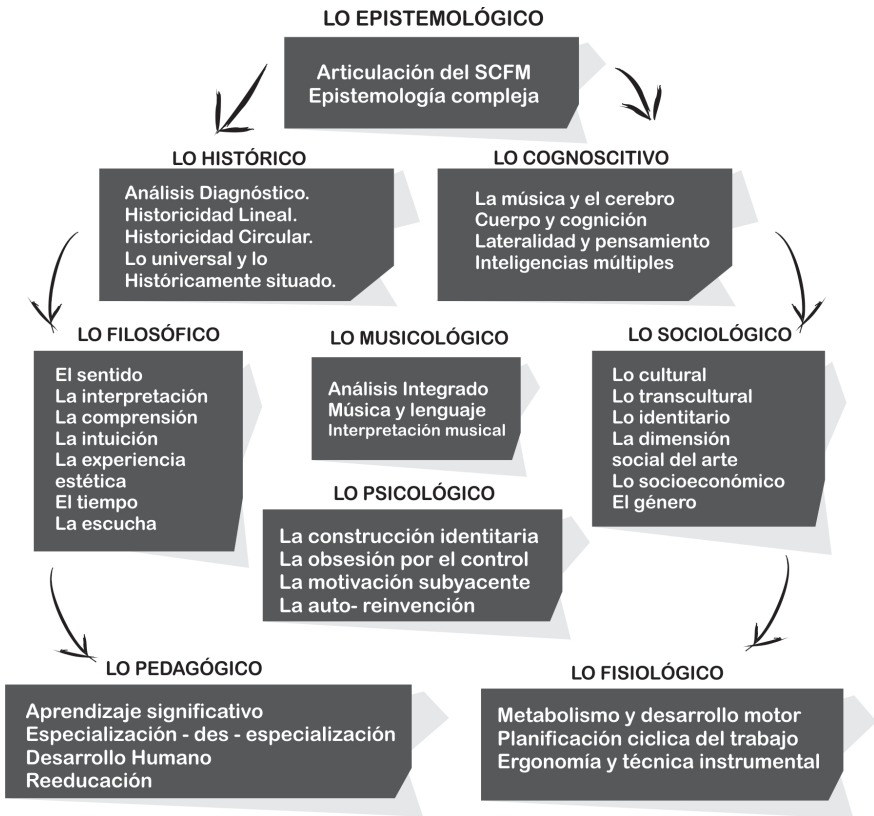 LO EPISTEMOLÓGICO
Articulación del SCFM
Epistemología compleja
LO HISTÓRICO
Análisis Diagnóstico.
Historicidad Lineal.
Historicidad Circular.
Lo universal y lo
Históricamente situado.
LO COGNOSCITIVO
La música y el cerebro
Cuerpo y cognición
Lateralidad y pensamiento
Inteligencias múltiples
LO FILOSÓFICO
El sentido
La interpretación
La comprensión
La intuición
La experiencia
estética
El tiempo
La escucha
LO MUSICOLÓGICO
Análisis Integrado
Música y lenguaje
Interpretación musical
LO SOCIOLÓGICO
Lo cultural
Lo transcultural
Lo identitario
La dimensión
social del arte
Lo socioeconómico
El género
LO PSICOLÓGICO
La construcción identitaria
La obsesión por el control
La motivación subyacente
La auto- reinvención
LO PEDAGÓGICO
Aprendizaje significativo
Especialización - des - especialización
Desarrollo Humano
Reeducación
LO FISIOLÓGICO
Metabolismo y desarrollo motor
Planificación ciclica del trabajo
Ergonomía y técnica instrumental